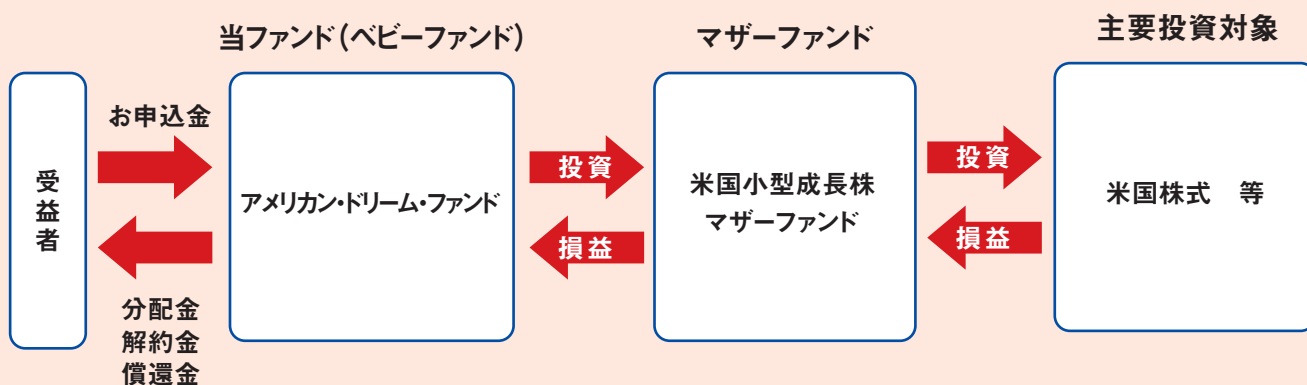 当ファンド(ベビーファンド)
マザーファンド
主要投資対象
受益者
お申込金
分配金
解約金
償還金
アメリカン・ドリーム・ファンド
投資
損益
米国小型成長株
マザーファンド
投資
損益
米国株式 等